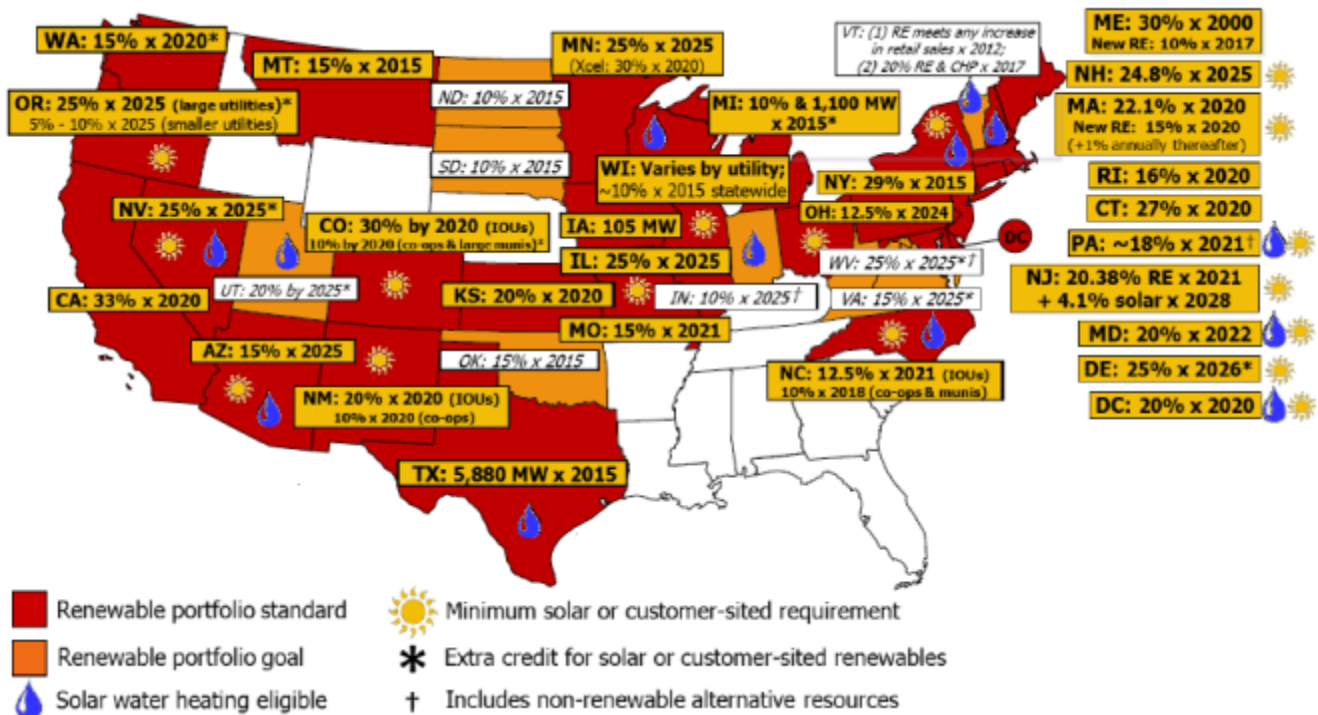 WA: 15% x 2020*
MT: 15% x 2015
MN: 25% x 2025
(Xcel: 30% x 2020)
VT: (1) RE meets any increase
in retail sales x 2012;
(2) 20% RE & CHP x 2017
ME: 30% x 2000
New RE: 10% x 2017
NH: 24.8% x 2025
OR: 25% x 2025 (large utilities)*
5% - 10% x 2025 (smaller utilities)
ND: 10% x 2015
MI: 10% & 1,100 MW
x 2015*
MA: 22.1% x 2020
New RE: 15% x 2020
(+1% annually thereafter)
SD: 10% x 2015
WI: Varies by utility;
~10% x 2015 statewide
NY: 29% x 2015
RI: 16% x 2020
NV: 25% x 2025*
CO: 30% by 2020 (IOUs)
10% by 2020 (co-ops & large munis)*
IA: 105 MW
OH: 12.5% x 2024
CT: 27% x 2020
DC
PA: ~18% x 2021†
IL: 25% x 2025
WV: 25% x 2025*†
CA: 33% x 2020
UT: 20% by 2025*
KS: 20% x 2020
IN: 10% x 2025†
VA: 15% x 2025*
NJ: 20.38% RE x 2021
+ 4.1% solar x 2028
MO: 15% x 2021
MD: 20% x 2022
AZ: 15% x 2025
OK: 15% x 2015
DE: 25% x 2026*
NM: 20% x 2020 (IOUs)
10% x 2020 (co-ops)
NC: 12.5% x 2021 (IOUs)
10% x 2018 (co-ops & munis)
DC: 20% x 2020
TX: 5,880 MW x 2015
Renewable portfolio standard
Minimum solar or customer-sited requirement
Renewable portfolio goal
* Extra credit for solar or customer-sited renewables
Solar water heating eligible
† Includes non-renewable alternative resources